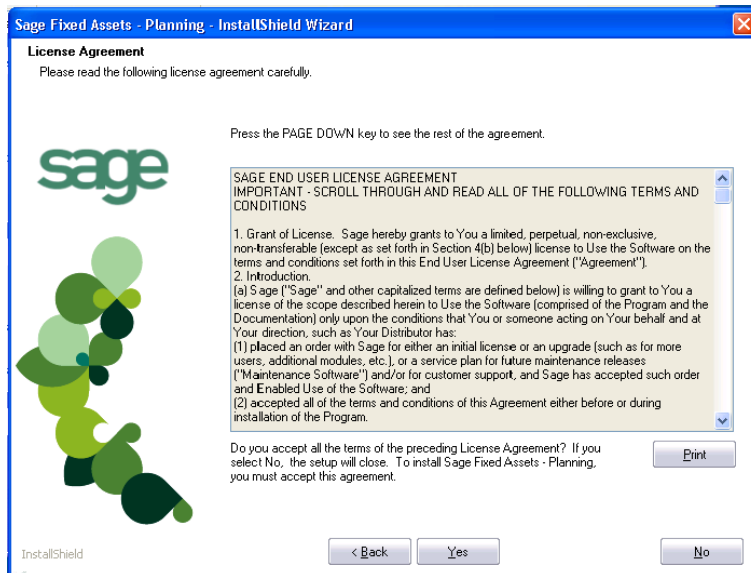 Sage Fixed Assets - Planning - InstallShield Wizard
License Agreement
Please read the following license agreement carefully.
sage
Press the PAGE DOWN key to see the rest of the agreement.
SAGE END USER LICENSE AGREEMENT
IMPORTANT - SCROLL THROUGH AND READ ALL OF THE FOLLOWING TERMS AND
CONDITIONS
1. Grant of License. Sage hereby grants to You a limited, perpetual, non-exclusive,
non-transferable (except as set forth in Section 4(b) below) license to Use the Software on the
terms and conditions set forth in this End User License Agreement ("Agreement").
2. Introduction.
(a) Sage ("Sage" and other capitalized terms are defined below) is willing to grant to You a
license of the scope described herein to Use the Software (comprised of the Program and the
Documentation) only upon the conditions that You or someone acting on Your behalf and at
Your direction, such as Your Distributor has:
(1) placed an order with Sage for either an initial license or an upgrade (such as for more
users, additional modules, etc.), or a service plan for future maintenance releases
("Maintenance Software") and/or for customer support, and Sage has accepted such order
and Enabled Use of the Software; and
(2) accepted all of the terms and conditions of this Agreement either before or during
installation of the Program.
Do you accept all the terms of the preceding License Agreement? If you
select No, the setup will close. To install Sage Fixed Assets - Planning,
you must accept this agreement.
Print
InstallShield
< Back
Yes
No